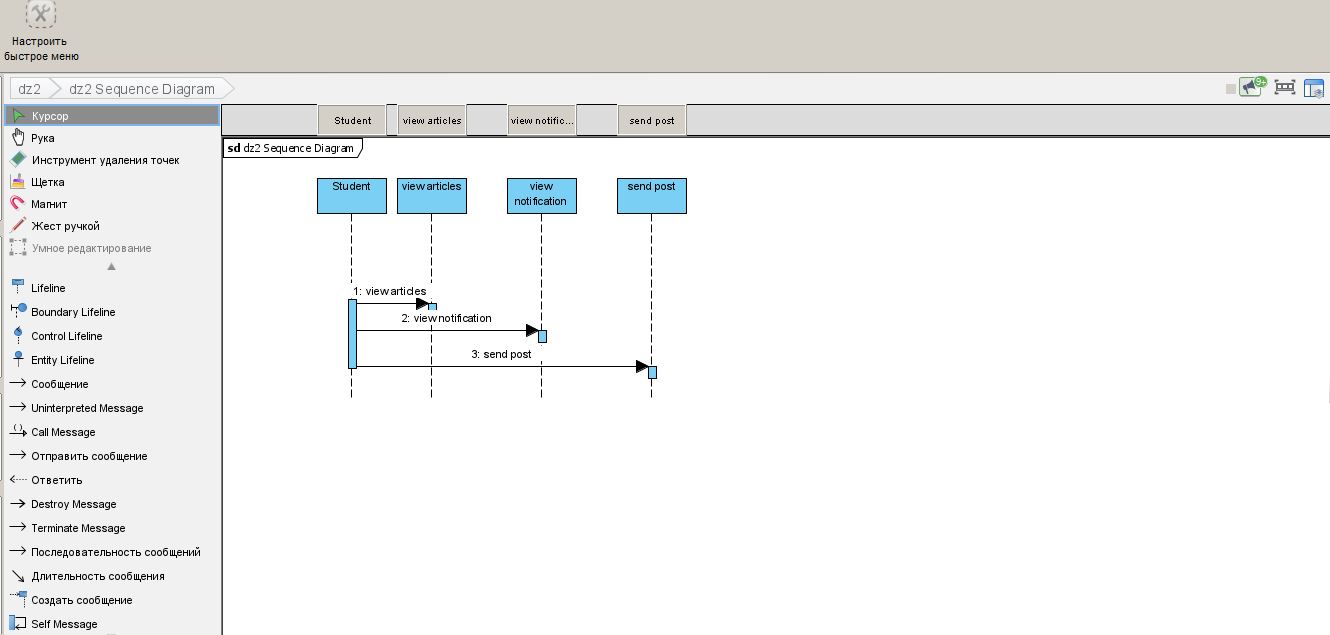 Настроить
быстрое меню
dz2
dz2 Sequence Diagram
9+
Курсор
Рука
Инструмент удаления точек
Щетка
Магнит
Жест ручкой
Умное редактирование
Lifeline
Boundary Lifeline
Control Lifeline
Entity Lifeline
Сообщение
Uninterpreted Message
Call Message
Отправить сообщение
Ответить
Destroy Message
Terminate Message
Последовательность сообщений
Длительность сообщения
Создать сообщение
Self Message
Student
view articles
view notific...
send post
sd dz2 Sequence Diagram
Student
view articles
view
notification
send post
1: view articles
2: view notification
3: send post